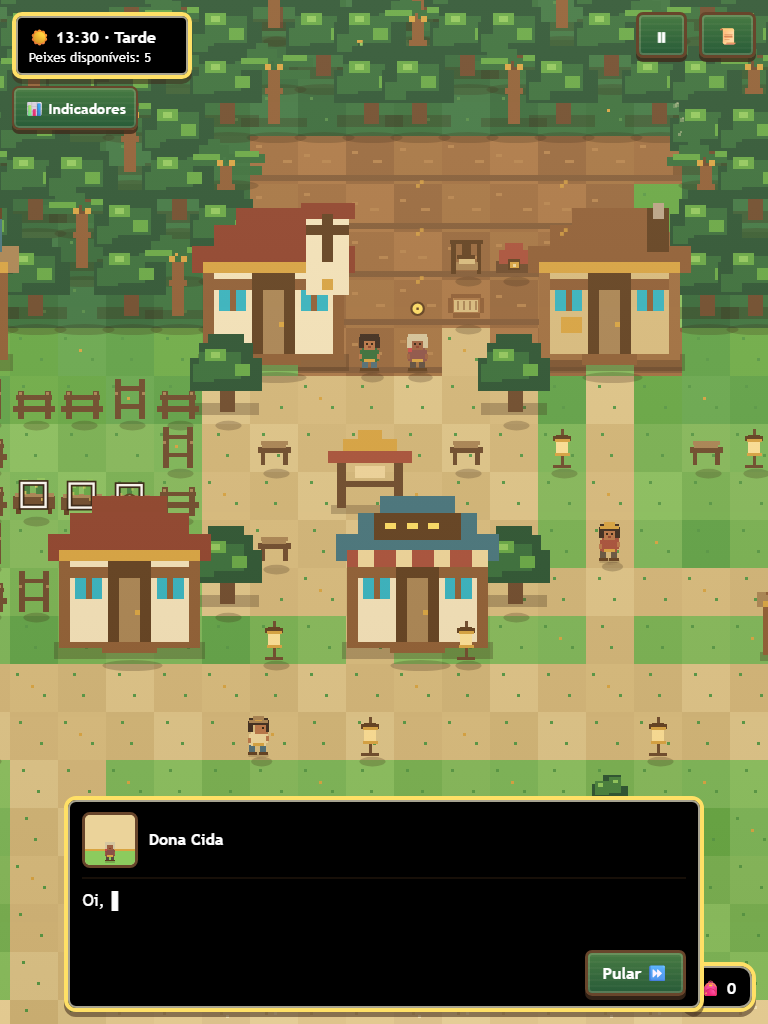 13:30 · Tarde
Peixes disponíveis: 5
Indicadores
Dona Cida
Oi,
Pular
0